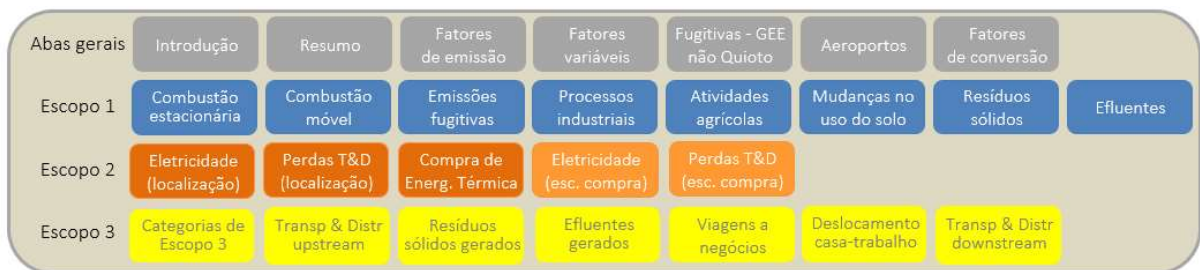 Abas gerais
Introdução
Resumo
Fatores
de emissão
Fatores
variáveis
Fugitivas - GEE
não Quioto
Aeroportos
Fatores
de conversão
Escopo 1
Combustão
estacionária
Combustão
móvel
Emissões
fugitivas
Processos
industriais
Atividades
agrícolas
Mudanças no
uso do solo
Resíduos
sólidos
Efluentes
Escopo 2
Eletricidade
(localização)
Perdas T&D
(localização)
Compra de
Energ. Térmica
Eletricidade
(esc. compra)
Perdas T&D
(esc. compra)
Escopo 3
Categorias de
Escopo 3
Transp & Distr
upstream
Resíduos
sólidos gerados
Efluentes
gerados
Viagens a
negócios
Deslocamento
casa-trabalho
Transp & Distr
downstream